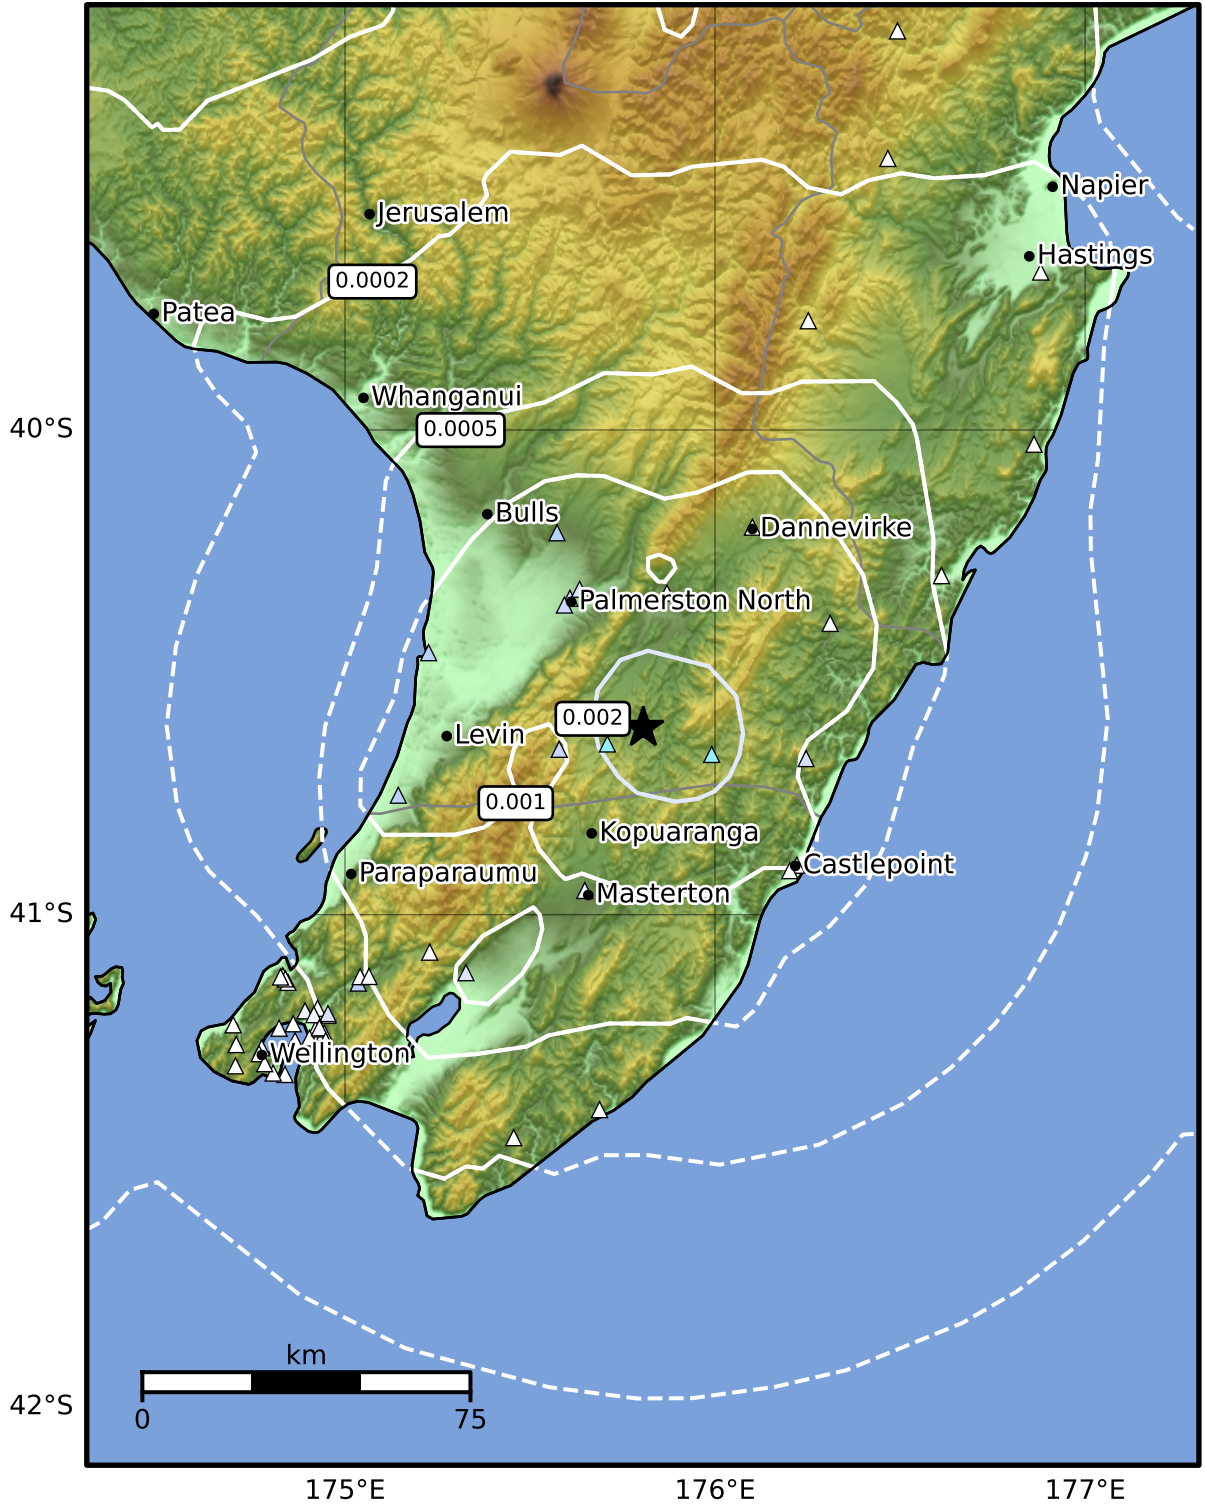 Napier
Jerusalem
Hastings
0.0002
Patea
Whanganui
40°S
0.0005
Bulls
Dannevirke
Palmerston North
0.002
Levin
0.001
Kopuaranga
Castlepoint
Paraparaumu
Masterton
41°S
Wellington
km
0 75
42°S
175°E 176°E 177°E